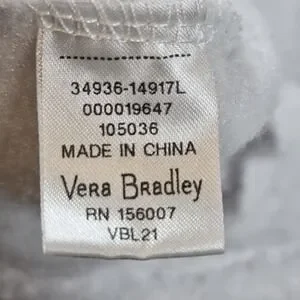 34936-14917L
000019647
105036
MADE IN CHINA
Vera Bradley
RN 156007
VBL21